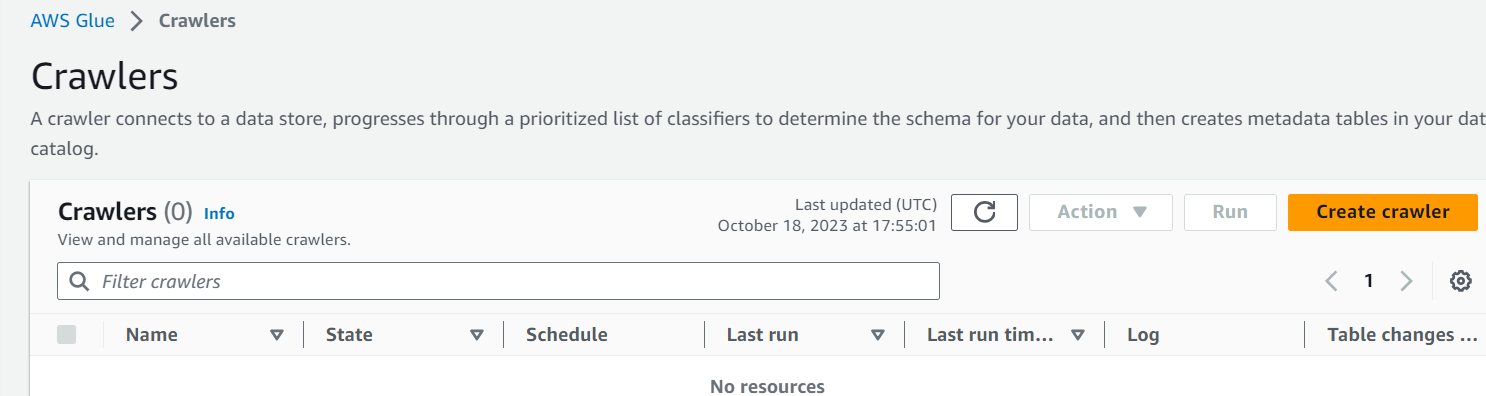 AWS Glue > Crawlers
Crawlers
A crawler connects to a data store, progresses through a prioritized list of classifiers to determine the schema for your data, and then creates metadata tables in your dat
catalog.
Crawlers (0) Info
View and manage all available crawlers.
Last updated (UTC)
October 18, 2023 at 17:55:01
Action
Run
Create crawler
Filter crawlers
1
Name State Schedule Last run Last run tim... Log Table changes ...
No resources